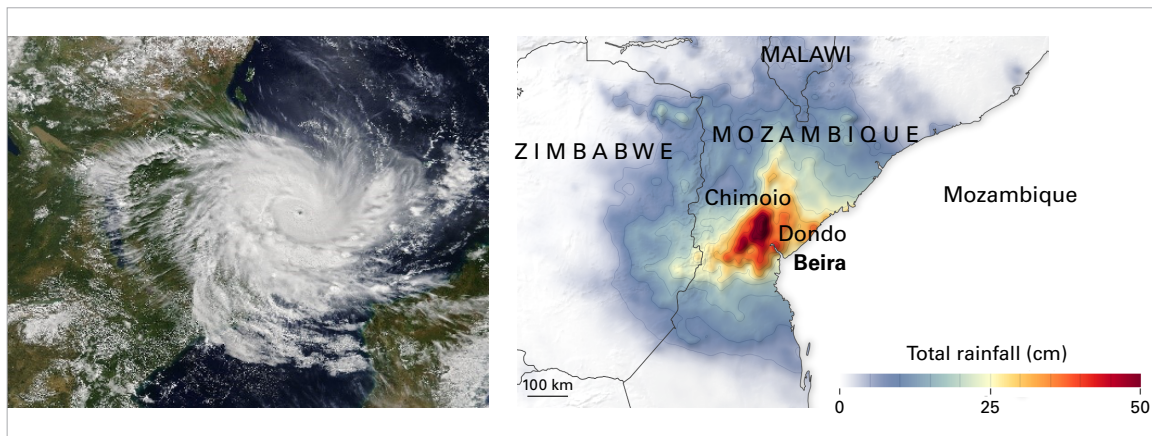 MALAWI
MOZAMBIQUE
ZIMBABWE
Chimoio
Mozambique
Dondo
Beira
Total rainfall (cm)
100 km
0 25 50